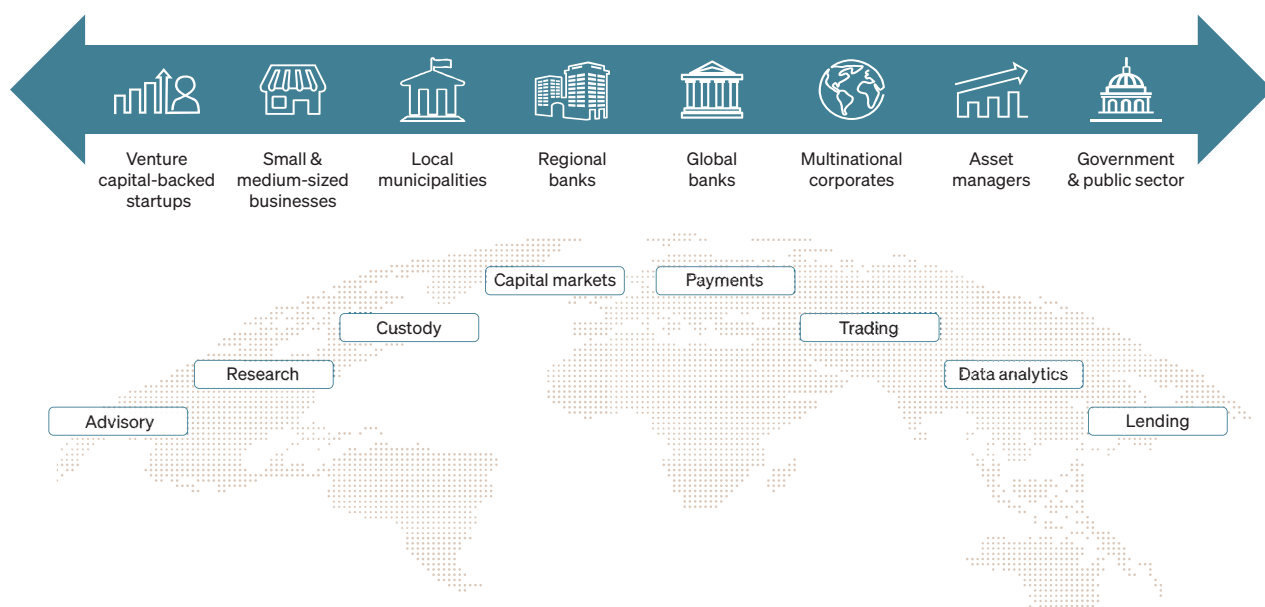 Venture
capital-backed
startups
Small &
medium-sized
businesses
Local
municipalities
Regional
banks
Global
banks
Multinational
corporates
Asset
managers
Government
& public sector
Capital markets
Payments
Custody
Trading
Research
Data analytics
Advisory
Lending